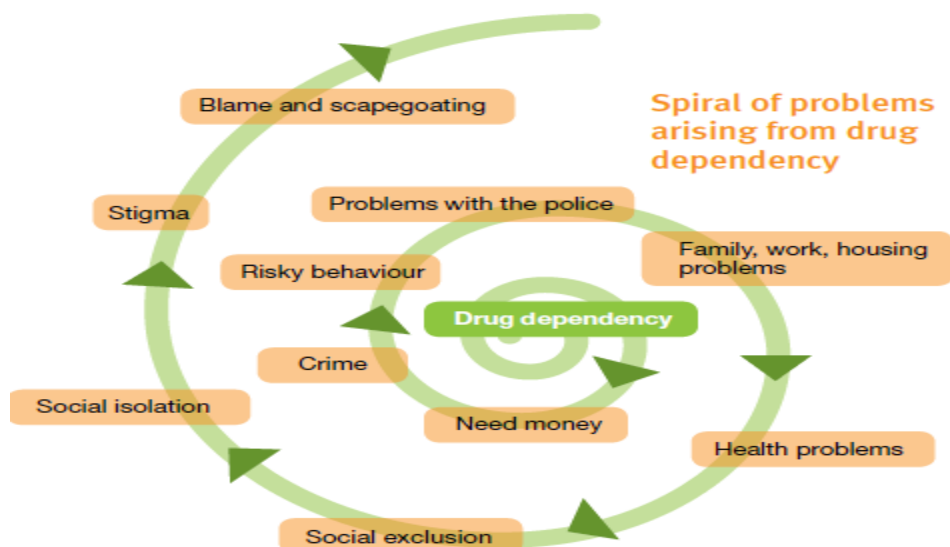 Blame and scapegoating
Spiral of problems
arising from drug
dependency
Stigma
Problems with the police
Risky behaviour
Family, work, housing
problems
Drug dependency
Crime
Social isolation
Need money
Health problems
Social exclusion